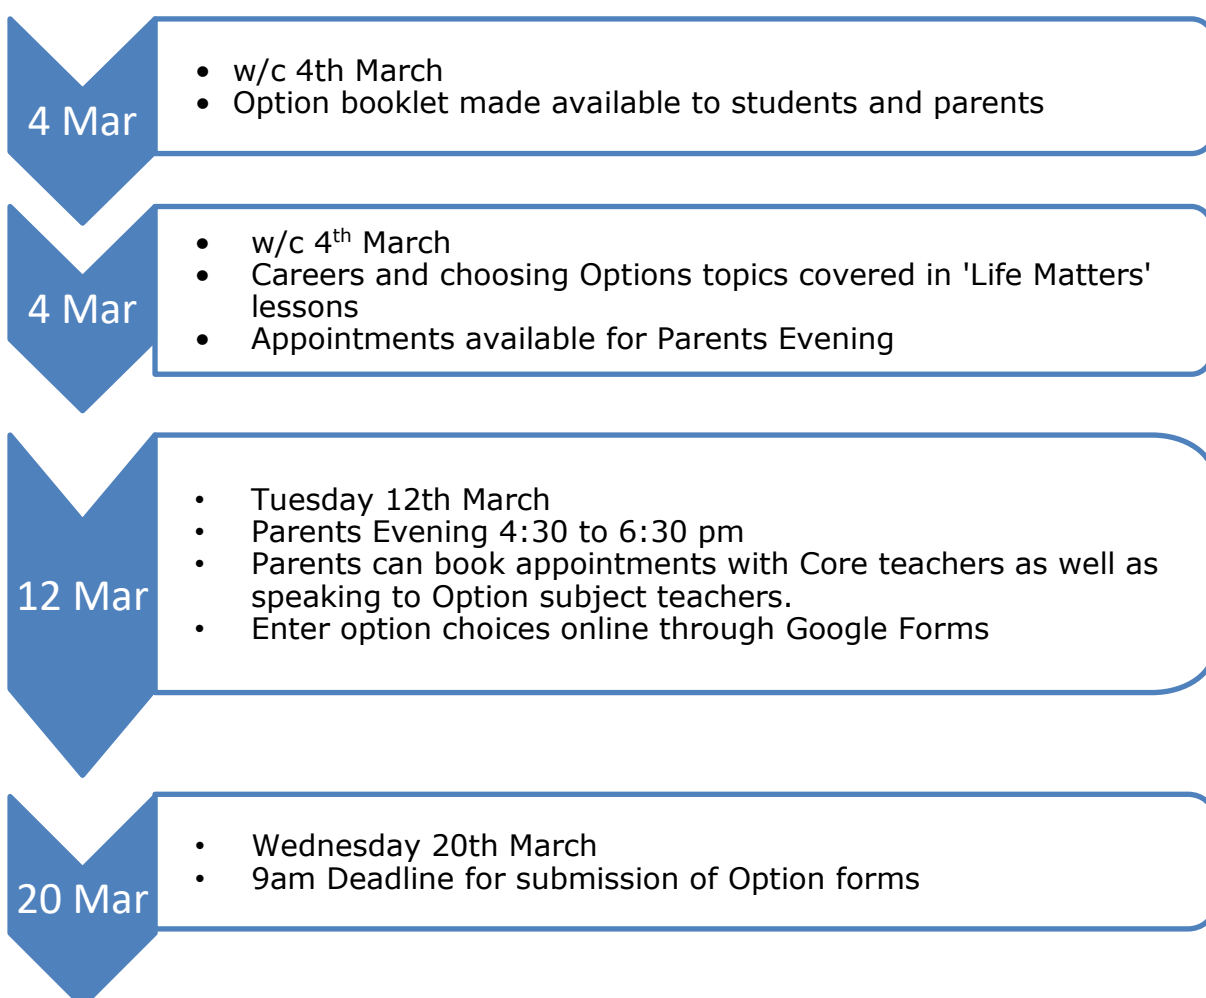 4 Mar
• w/c 4th March
• Option booklet made available to students and parents
4 Mar
• w/c 4th March
• Careers and choosing Options topics covered in 'Life Matters'
lessons
• Appointments available for Parents Evening
12 Mar
• Tuesday 12th March
• Parents Evening 4:30 to 6:30 pm
• Parents can book appointments with Core teachers as well as
speaking to Option subject teachers.
• Enter option choices online through Google Forms
20 Mar
• Wednesday 20th March
• 9am Deadline for submission of Option forms